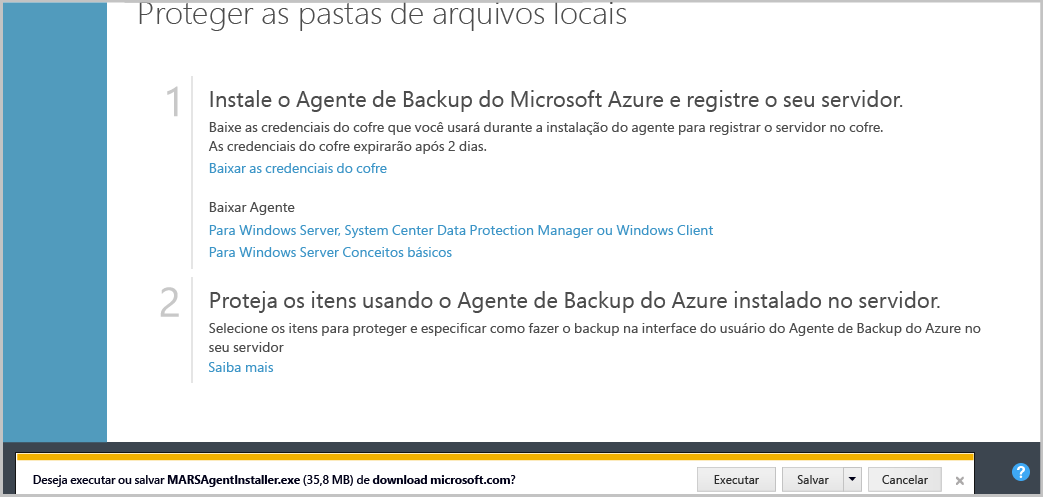 Proteger as pastas de arquivos locais
1
Instale o Agente de Backup do Microsoft Azure e registre o seu servidor.
Baixe as credenciais do cofre que você usará durante a instalação do agente para registrar o servidor no cofre.
As credenciais do cofre expirarão após 2 dias.
Baixar as credenciais do cofre
Baixar Agente
Para Windows Server, System Center Data Protection Manager ou Windows Client
Para Windows Server Conceitos básicos
2
Proteja os itens usando o Agente de Backup do Azure instalado no servidor.
Selecione os itens para proteger e especificar como fazer o backup na interface do usuário do Agente de Backup do Azure no
seu servidor
Saiba mais
Deseja executar ou salvar MARSAgentInstaller.exe (35,8 MB) de download microsoft.com?
Executar
Salvar
Cancelar
×
?